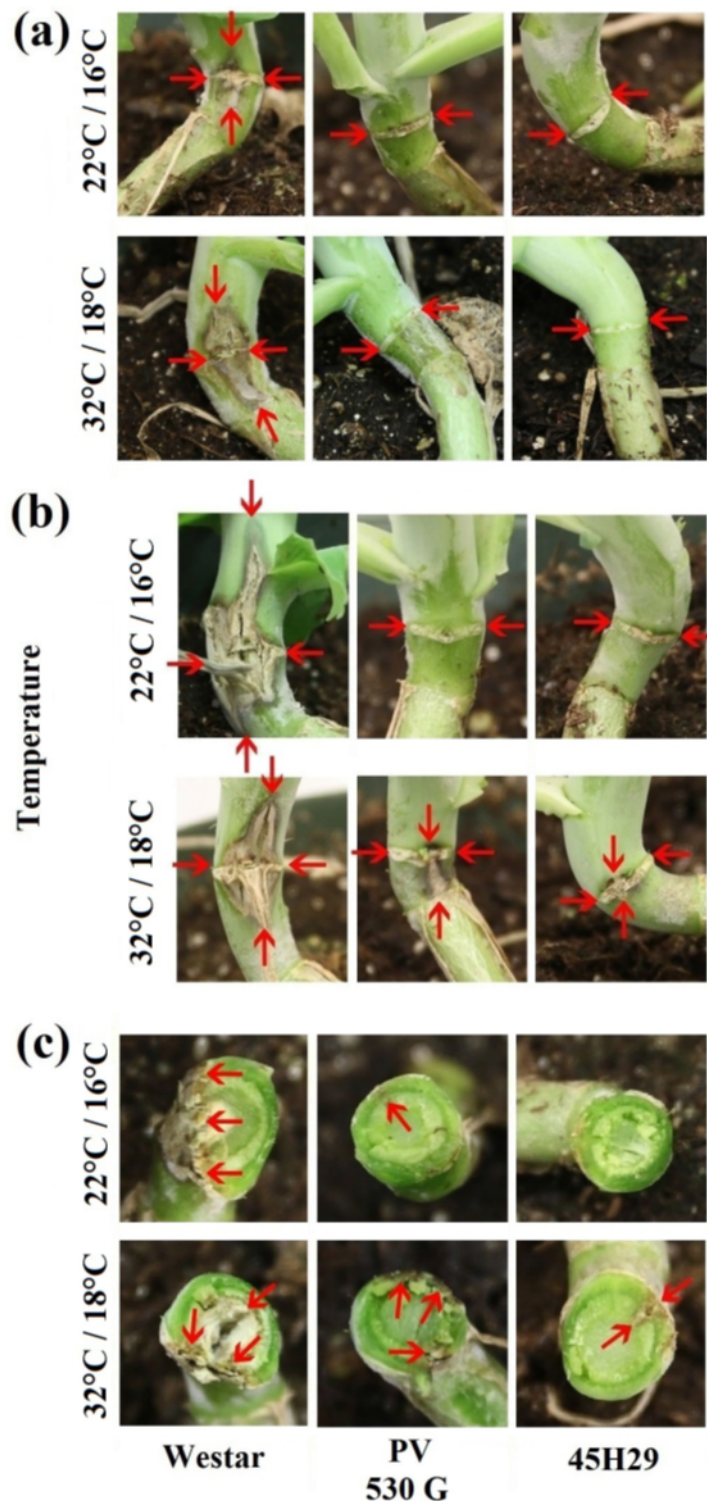 (a)
22°C / 16°C
32°C / 18°C
(b)
Temperature
22°C / 16°C
32°C / 18°C
(c)
22°C / 16°C
32°C / 18°C
Westar
PV
530 G
45H29